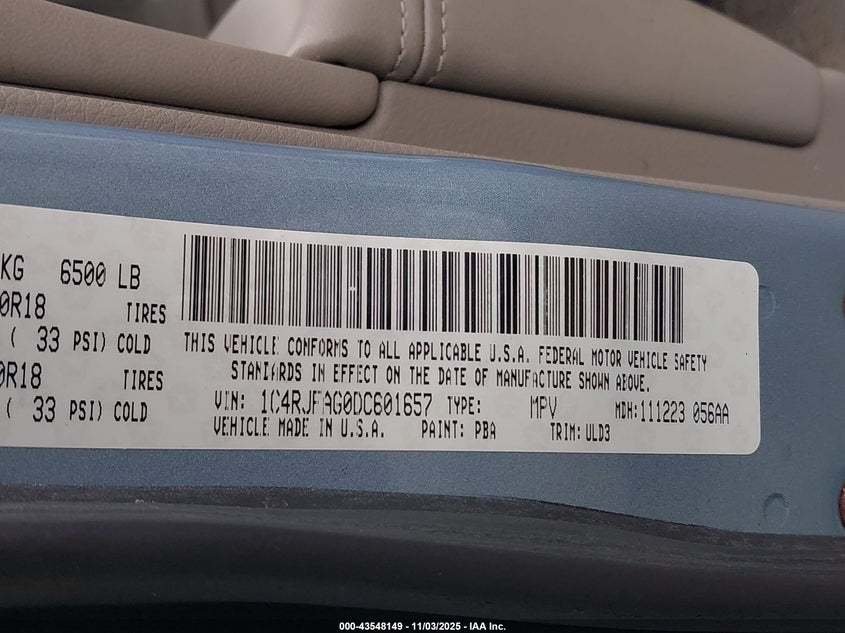 KG 6500 LB
0R18 TIRES
( 33 PSI) COLD
0R18 TIRES
( 33 PSI) COLD
THIS VEHICLE CONFORMS TO ALL APPLICABLE U.S.A. FEDERAL MOTOR VEHICLE SAFETY
STANDARDS IN EFFECT ON THE DATE OF MANUFACTURE SHOWN ABOVE.
VIN: 1C4RJFAG0DC601657 TYPE: MPV MDH:111223 056AA
VEHICLE MADE IN U.S.A. PAINT: PBA TRIM: ULD3
000-43548149 - 11/03/2025 - IAA Inc.